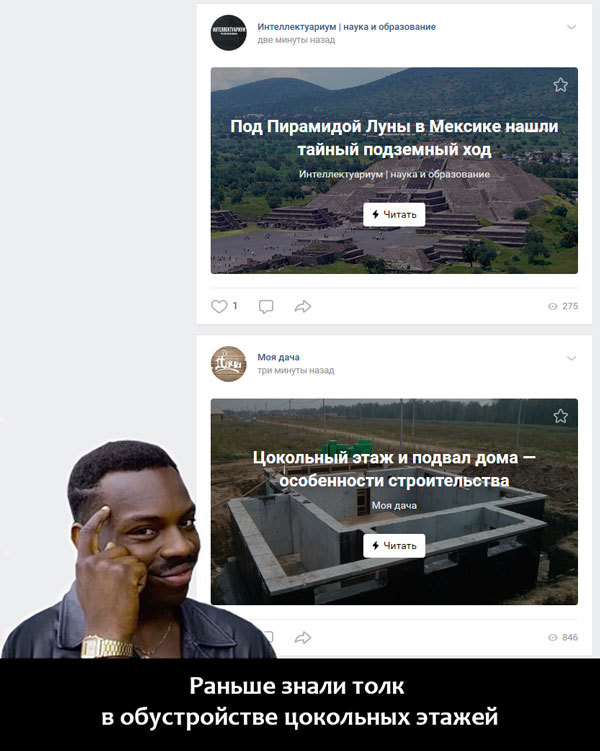 ИНТЕЛЛЕКТУАРИУМ
Интеллектуариум | наука и образование
две минуты назад
Под Пирамидой Луны в Мексике нашли
тайный подземный ход
Интеллектуариум | наука и образование
Читать
1
275
Моя дача
три минуты назад
Цокольный этаж и подвал дома —
особенности строительства
Моя дача
Читать
846
Раньше знали толк
в обустройстве цокольных этажей